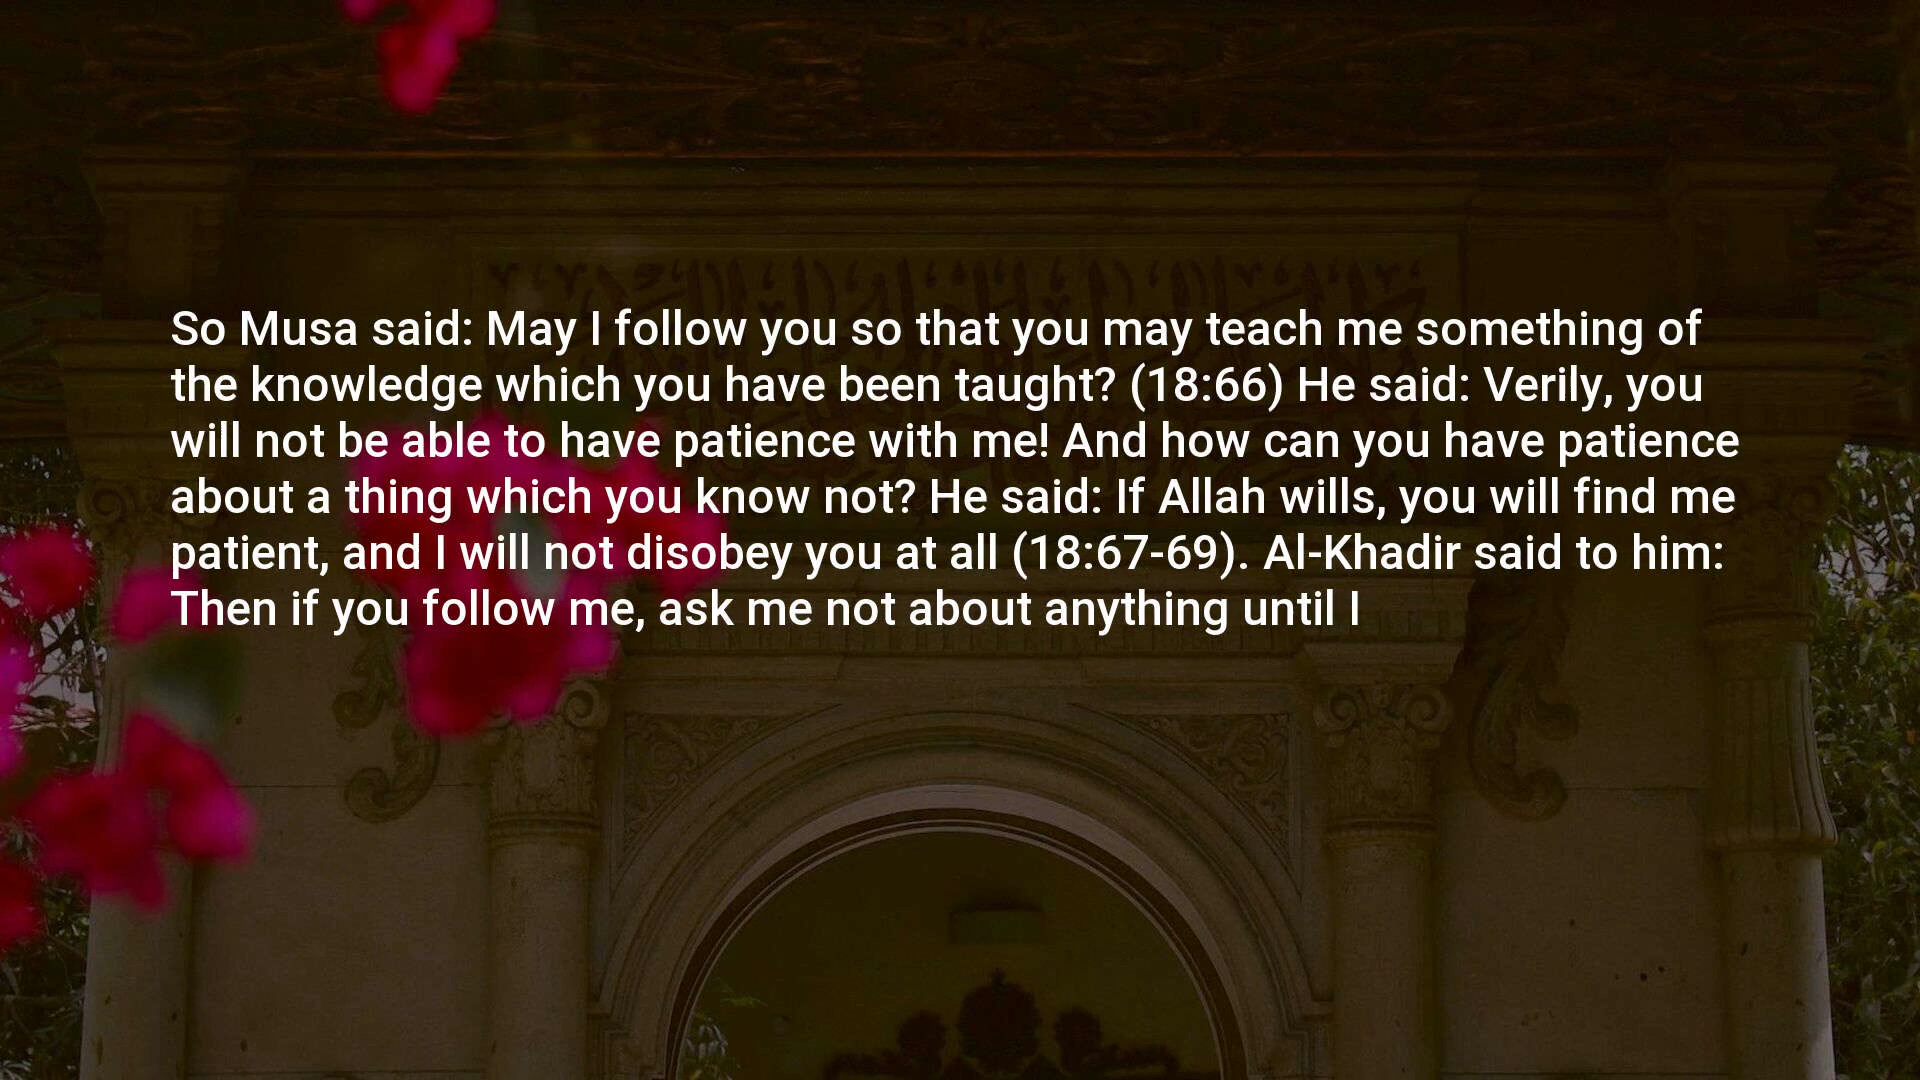 So Musa said: May I follow you so that you may teach me something of
the knowledge which you have been taught? (18:66) He said: Verily, you
will not be able to have patience with me! And how can you have patience
about a thing which you know not? He said: If Allah wills, you will find me
patient, and I will not disobey you at all (18:67-69). Al-Khadir said to him:
Then if you follow me, ask me not about anything until I